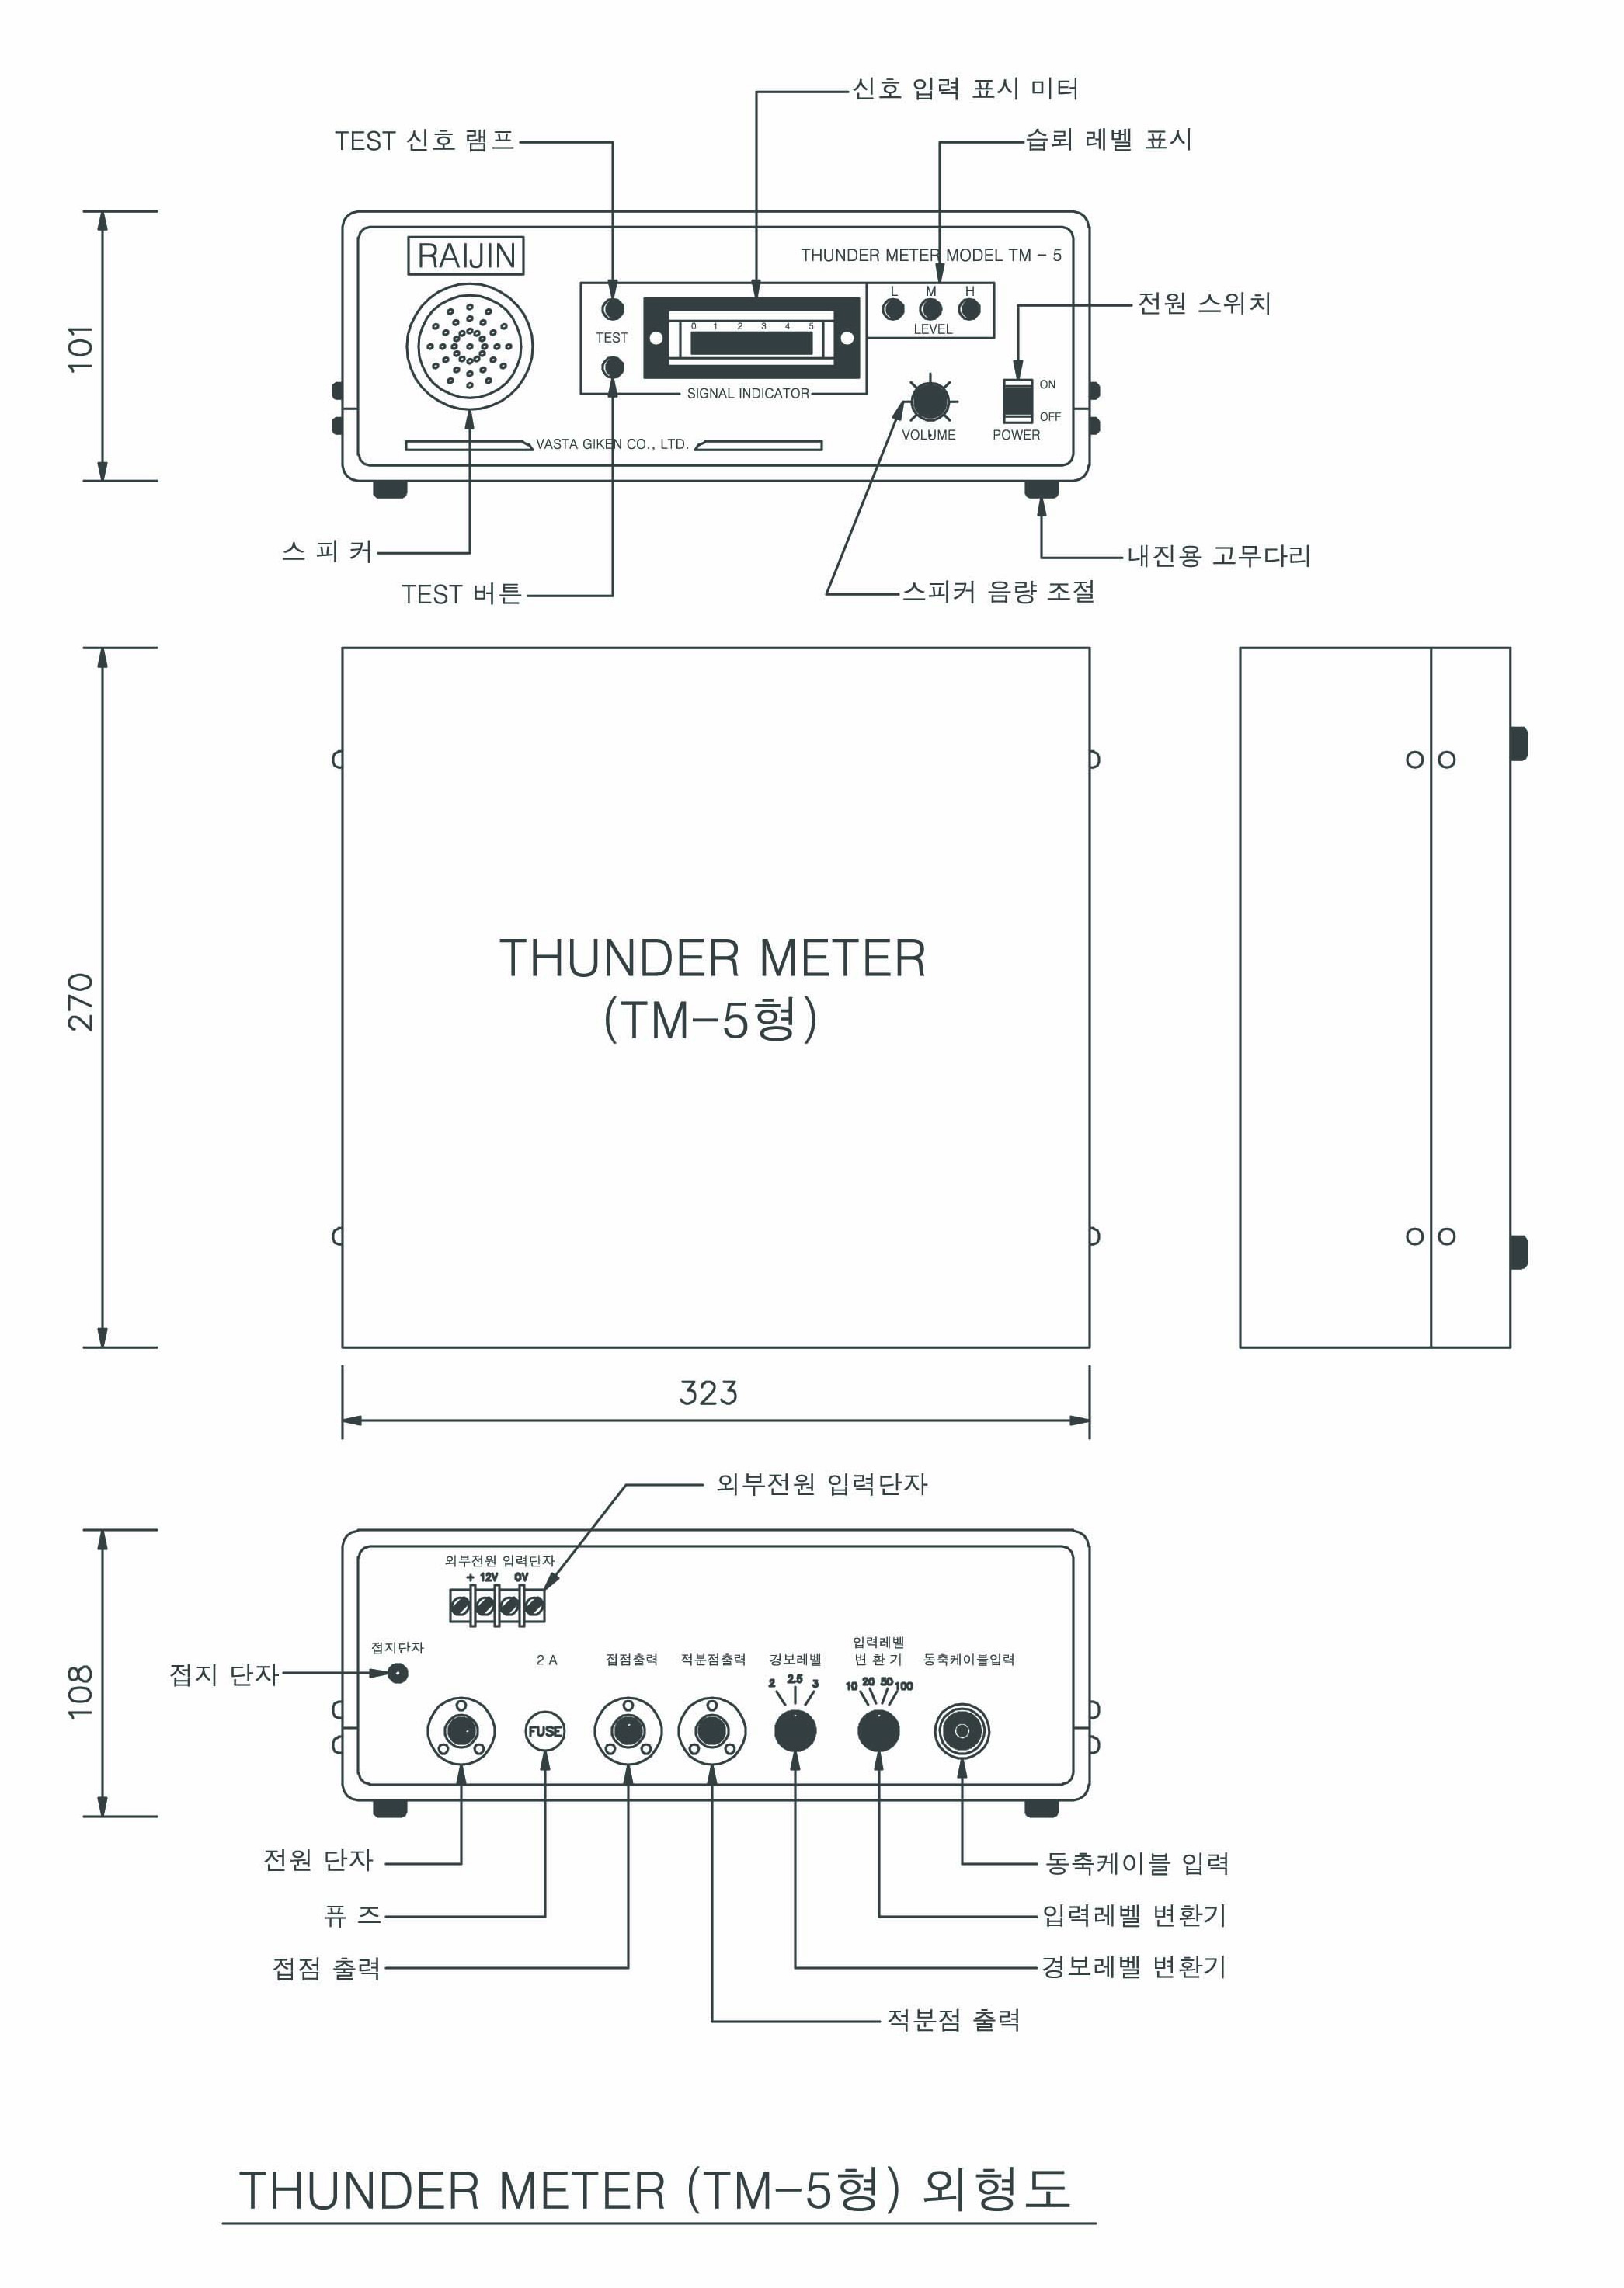 신호 입력 표시 미터
TEST 신호 램프
습뢰 레벨 표시
RAIJIN
THUNDER METER MODEL TM - 5
L M H
LEVEL
전원 스위치
TEST
0 1 2 3 4 5
SIGNAL INDICATOR
ON
OFF
VOLUME
POWER
VASTA GIKEN CO., LTD.
101
스 피 커
내진용 고무다리
TEST 버튼
스피커 음량 조절
THUNDER METER
(TM-5형)
270
323
외부전원 입력단자
외부전원 입력단자
+ 12V 0V
접지단자
접지 단자
2 A
접점출력
적분점출력
경보레벨
입력레벨
변 환 기
동축케이블입력
2 2.5 3
10 20 50 100
FUSE
108
전원 단자
동축케이블 입력
퓨 즈
입력레벨 변환기
접점 출력
경보레벨 변환기
적분점 출력
THUNDER METER (TM-5형) 외형도